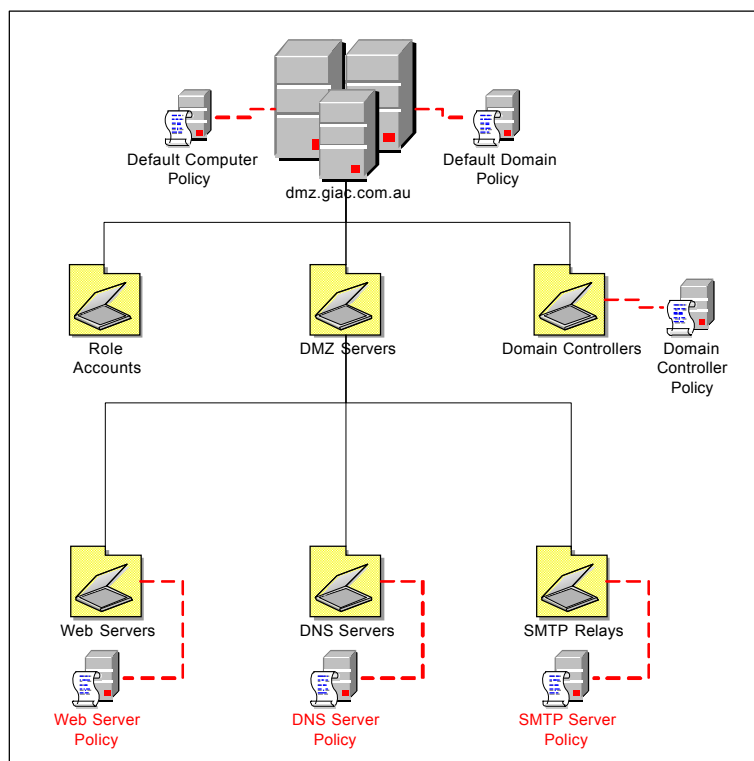 Default Computer
Policy
Default Domain
Policy
dmz.giac.com.au
Role
Accounts
DMZ Servers
Domain Controllers
Domain
Controller
Policy
Web Servers
DNS Servers
SMTP Relays
Web Server
Policy
DNS Server
Policy
SMTP Server
Policy